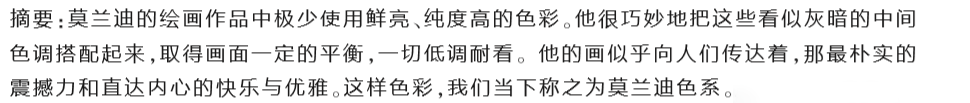 摘要:莫兰迪的绘画作品中极少使用鲜亮、纯度高的色彩。他很巧妙地把这些看似灰暗的中间
色调搭配起来,取得画面一定的平衡,一切低调耐看。他的画似乎向人们传达着,那最朴实的
震撼力和直达内心的快乐与优雅。这样色彩,我们当下称之为莫兰迪色系。